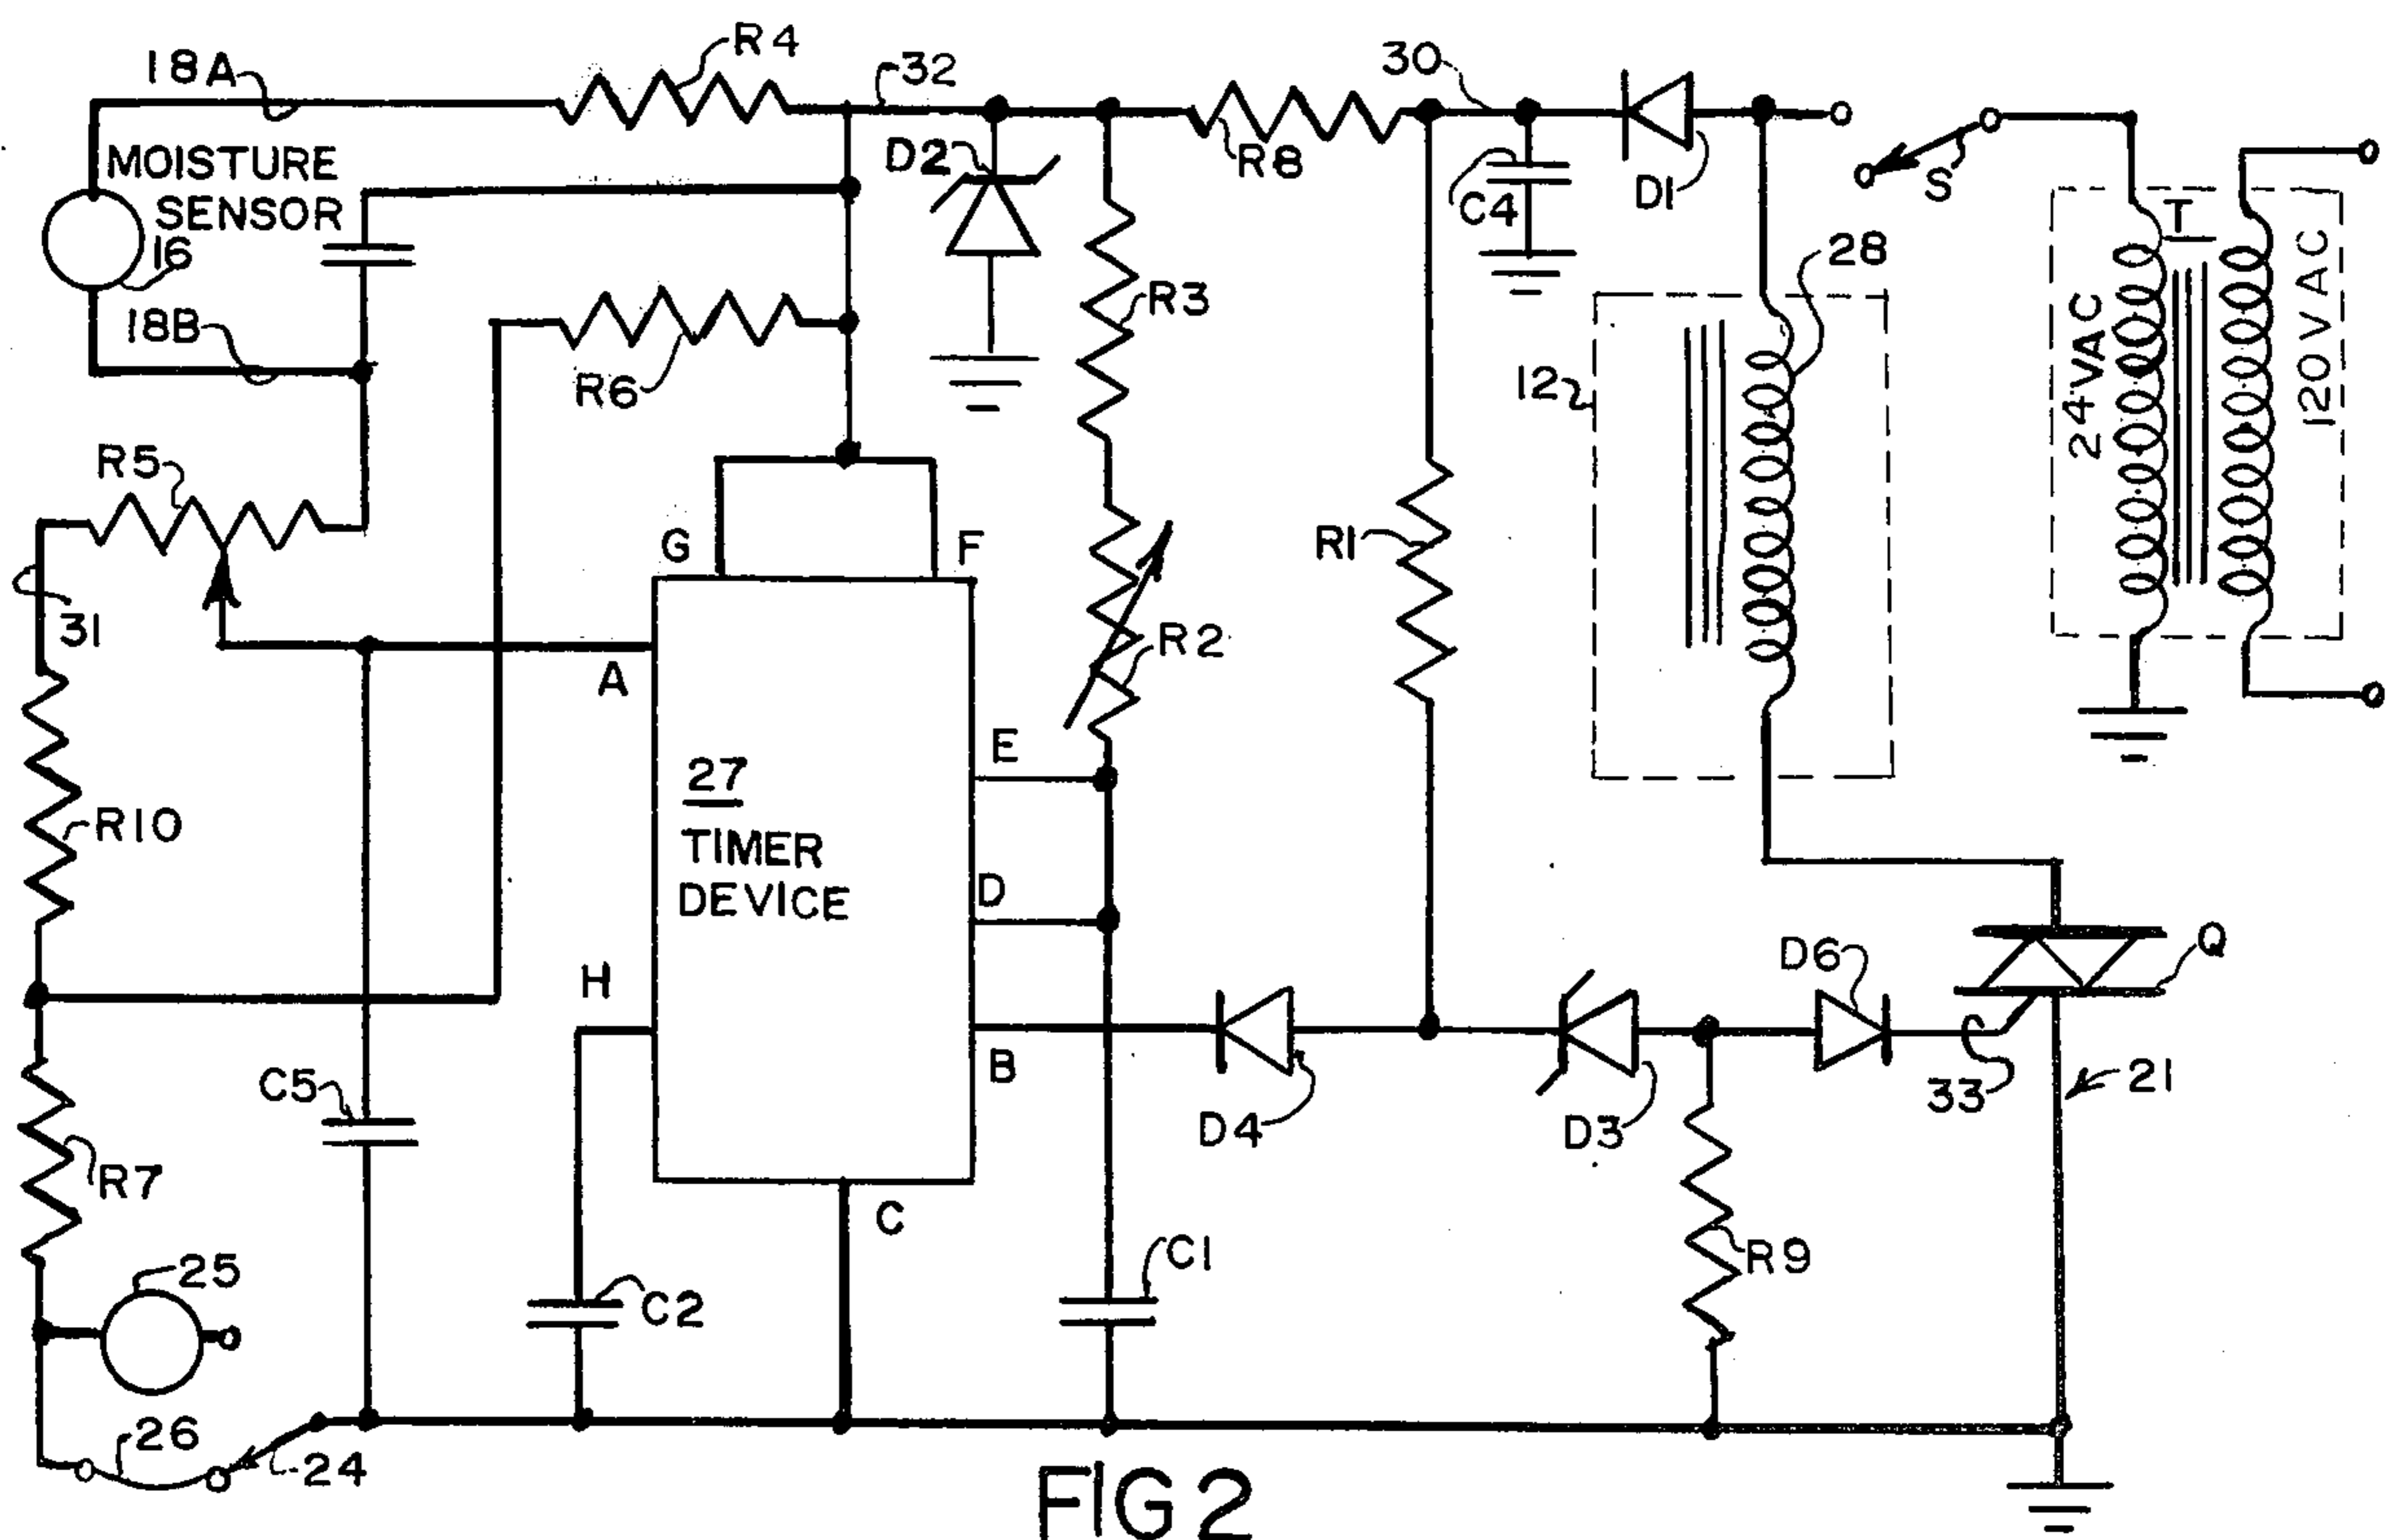 18A
R4
32
30
MOISTURE
SENSOR
16
D2
R8
C4
D1
S
T
24VAC
120VAC
28
18B
R6
R3
12
R5
G
F
R1
31
A
R2
E
27
TIMER
DEVICE
R10
D
H
D6
Q
B
33
21
C5
D4
D3
R7
C
25
C2
C1
R9
26
24
FIG 2